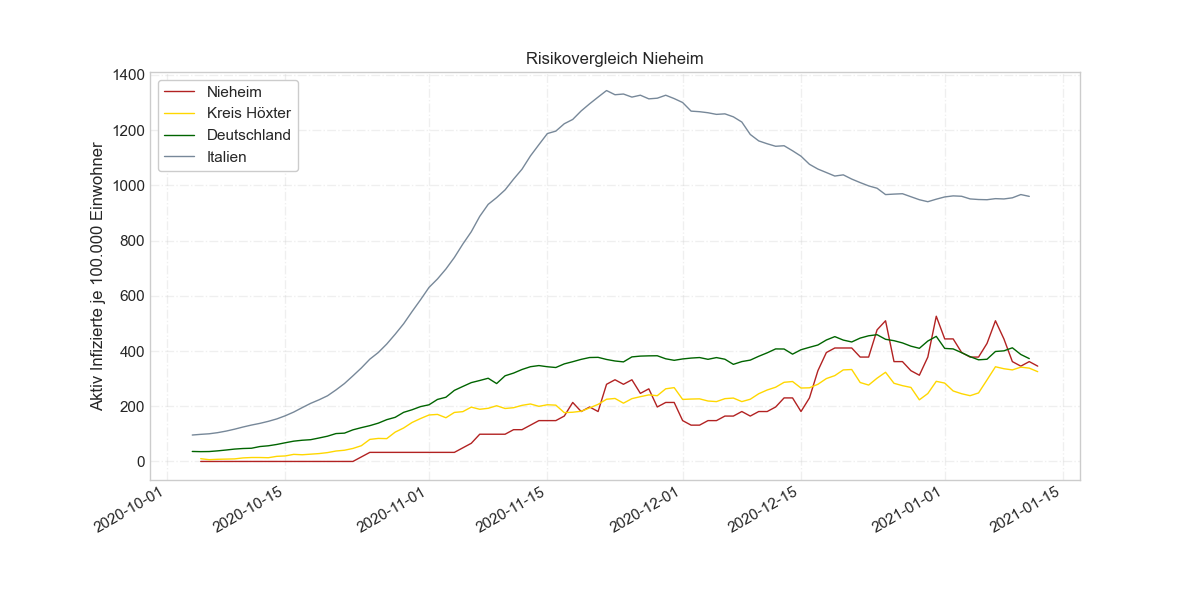 Risikovergleich Nieheim
Nieheim
Kreis Höxter
Deutschland
Italien
Aktiv Infizierte je 100.000 Einwohner
1400
1200
1000
800
600
400
200
0
2020-10-01
2020-10-15
2020-11-01
2020-11-15
2020-12-01
2020-12-15
2021-01-01
2021-01-15